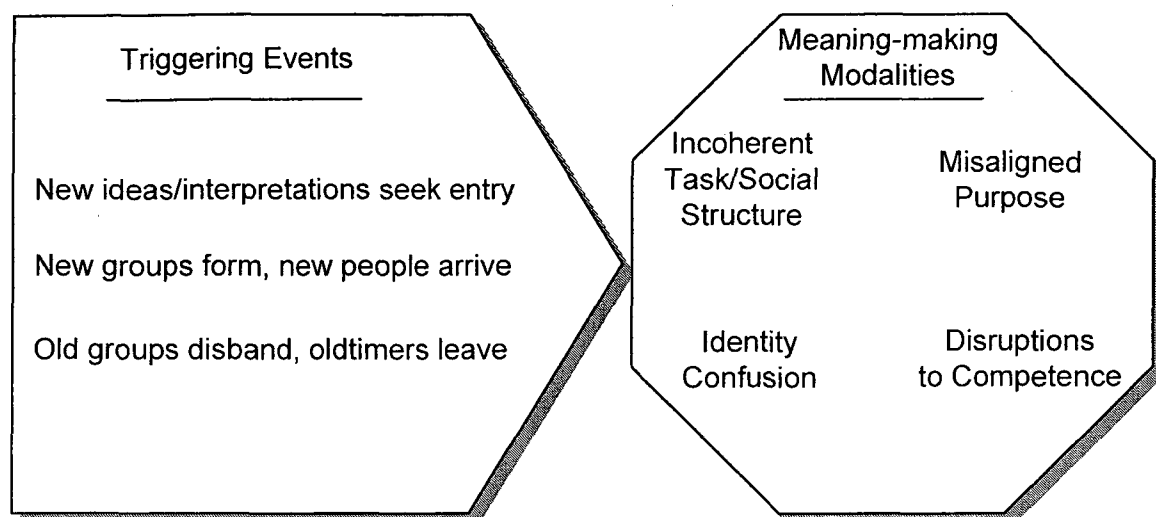 Triggering Events
New ideas/interpretations seek entry
New groups form, new people arrive
Old groups disband, oldtimers leave
Meaning-making
Modalities
Incoherent
Task/Social
Structure
Misaligned
Purpose
Identity
Confusion
Disruptions
to Competence